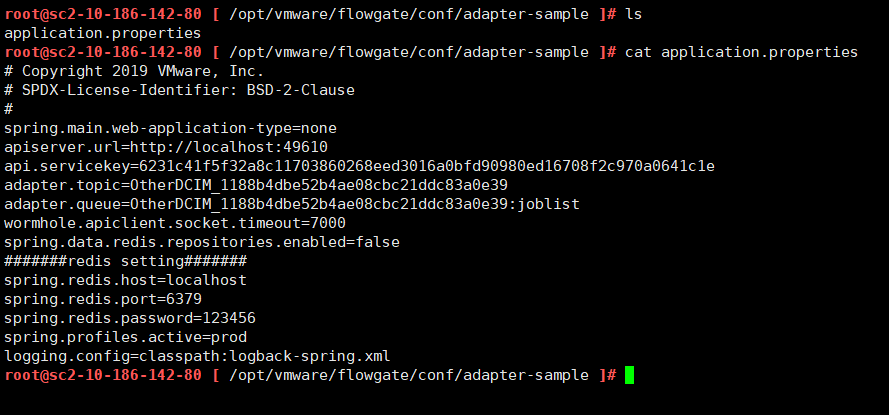 root@sc2-10-186-142-80 [ /opt/vmware/flowgate/conf/adapter-sample ]# ls
application.properties
root@sc2-10-186-142-80 [ /opt/vmware/flowgate/conf/adapter-sample ]# cat application.properties
# Copyright 2019 VMware, Inc.
# SPDX-License-Identifier: BSD-2-Clause
#
spring.main.web-application-type=none
apiserver.url=http://localhost:49610
api.servicekey=6231c41f5f32a8c11703860268eed3016a0bfd90980ed16708f2c970a0641c1e
adapter.topic=OtherDCIM_1188b4dbe52b4ae08cbc21ddc83a0e39
adapter.queue=OtherDCIM_1188b4dbe52b4ae08cbc21ddc83a0e39:joblist
wormhole.apiclient.socket.timeout=7000
spring.data.redis.repositories.enabled=false
#######redis setting#######
spring.redis.host=localhost
spring.redis.port=6379
spring.redis.password=123456
spring.profiles.active=prod
logging.config=classpath:logback-spring.xml
root@sc2-10-186-142-80 [ /opt/vmware/flowgate/conf/adapter-sample ]#